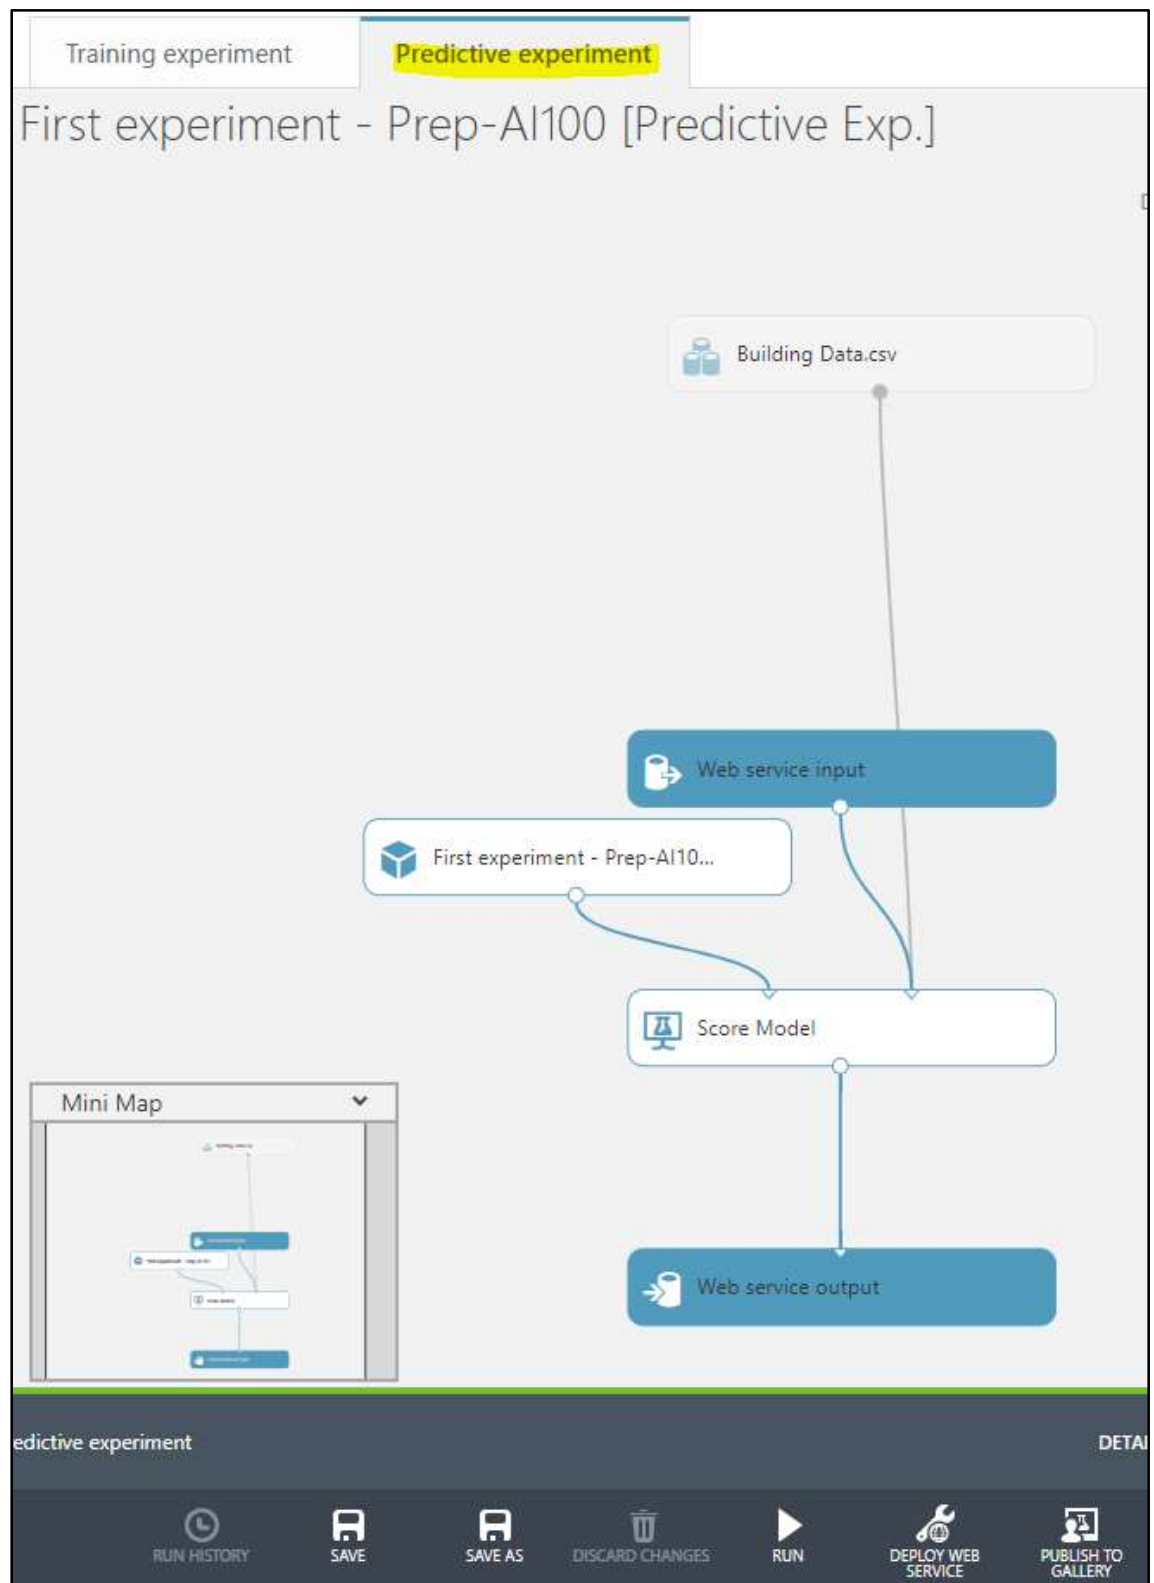 Training experiment
Predictive experiment
First experiment - Prep-AI100 [Predictive Exp.]
Building Data.csv
Web service input
First experiment - Prep-AI10...
Score Model
Mini Map
Web service output
edictive experiment
DETAI
RUN HISTORY
SAVE
SAVE AS
DISCARD CHANGES
RUN
DEPLOY WEB
SERVICE
PUBLISH TO
GALLERY